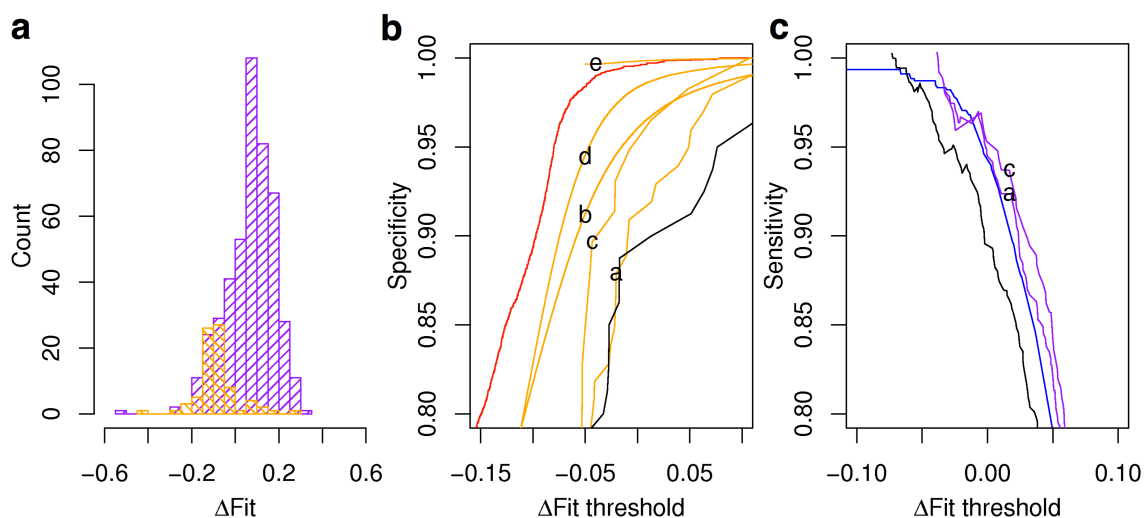 a
b
c
Count
0
20
40
60
80
100
−0.6
−0.2
0.2
0.6
ΔFit
Specificity
0.80
0.85
0.90
0.95
1.00
e
d
b
c
a
−0.15
−0.05
0.05
ΔFit threshold
Sensitivity
0.80
0.85
0.90
0.95
1.00
c
a
−0.10
0.00
0.10
ΔFit threshold